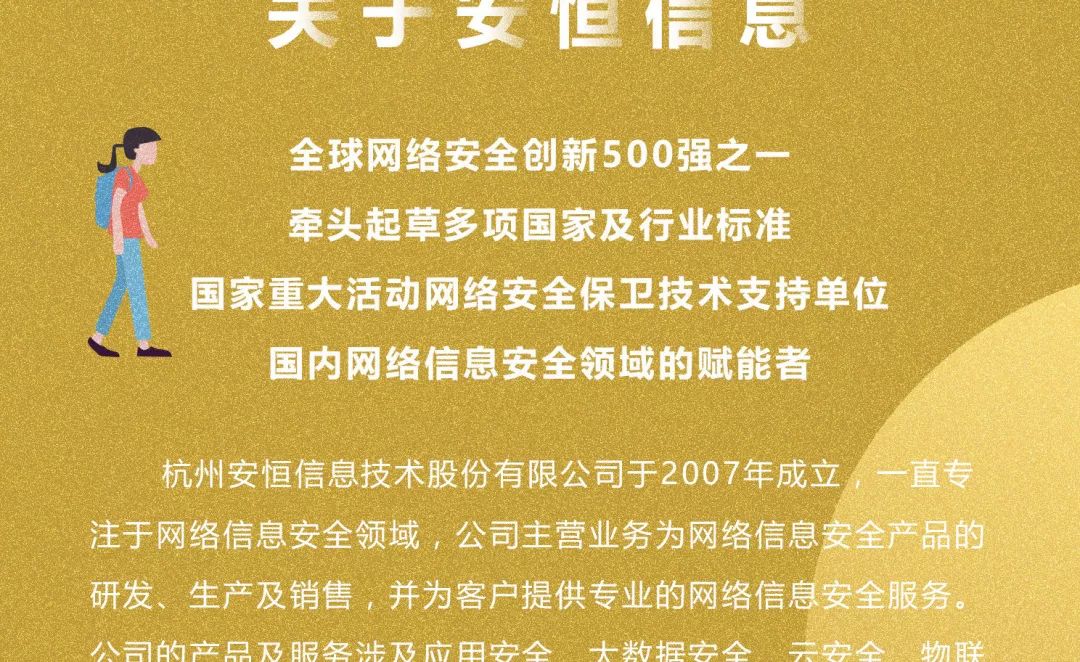 关于安恒信息
全球网络安全创新500强之一
牵头起草多项国家及行业标准
国家重大活动网络安全保卫技术支持单位
国内网络信息安全领域的赋能者
杭州安恒信息技术股份有限公司于2007年成立，一直专
注于网络信息安全领域，公司主营业务为网络信息安全产品的
研发、生产及销售，并为客户提供专业的网络信息安全服务。
公司的产品及服务涉及应用安全、大数据安全、云安全、物联